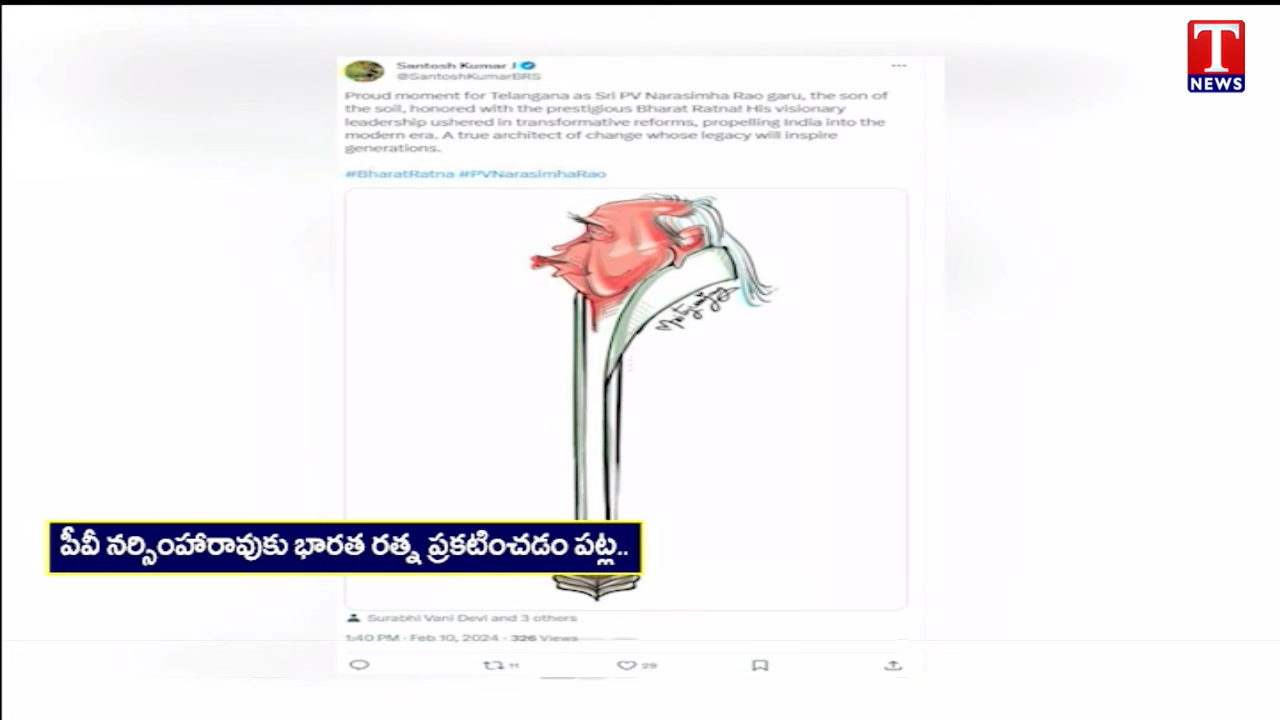 T
NEWS
Santosh Kumar J
@SantoshKumarBRS
Proud moment for Telangana as Sri PV Narasimha Rao garu, the son of
the soil, honored with the prestigious Bharat Ratna! His visionary
leadership ushered in transformative reforms, propelling India into the
modern era. A true architect of change whose legacy will inspire
generations.
#BharatRatna #PVNarasimhaRao
పీవీ నర్సింహారావుకు భారత రత్న ప్రకటించడం పట్ల..
Surabhi Vani Devi and 3 others
1:40 PM · Feb 10, 2024 · 326 Views
11 29